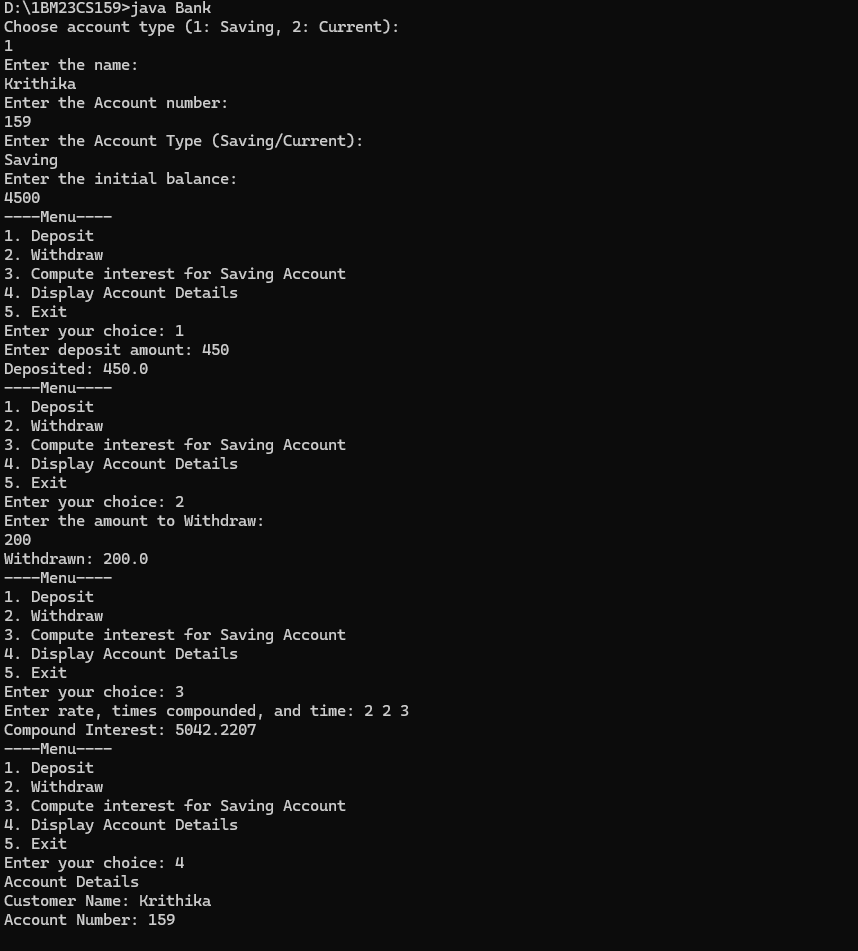 D:\1BM23CS159>java Bank
Choose account type (1: Saving, 2: Current):
1
Enter the name:
Krithika
Enter the Account number:
159
Enter the Account Type (Saving/Current):
Saving
Enter the initial balance:
4500
----Menu----
1. Deposit
2. Withdraw
3. Compute interest for Saving Account
4. Display Account Details
5. Exit
Enter your choice: 1
Enter deposit amount: 450
Deposited: 450.0
----Menu----
1. Deposit
2. Withdraw
3. Compute interest for Saving Account
4. Display Account Details
5. Exit
Enter your choice: 2
Enter the amount to Withdraw:
200
Withdrawn: 200.0
----Menu----
1. Deposit
2. Withdraw
3. Compute interest for Saving Account
4. Display Account Details
5. Exit
Enter your choice: 3
Enter rate, times compounded, and time: 2 2 3
Compound Interest: 5042.2207
----Menu----
1. Deposit
2. Withdraw
3. Compute interest for Saving Account
4. Display Account Details
5. Exit
Enter your choice: 4
Account Details
Customer Name: Krithika
Account Number: 159